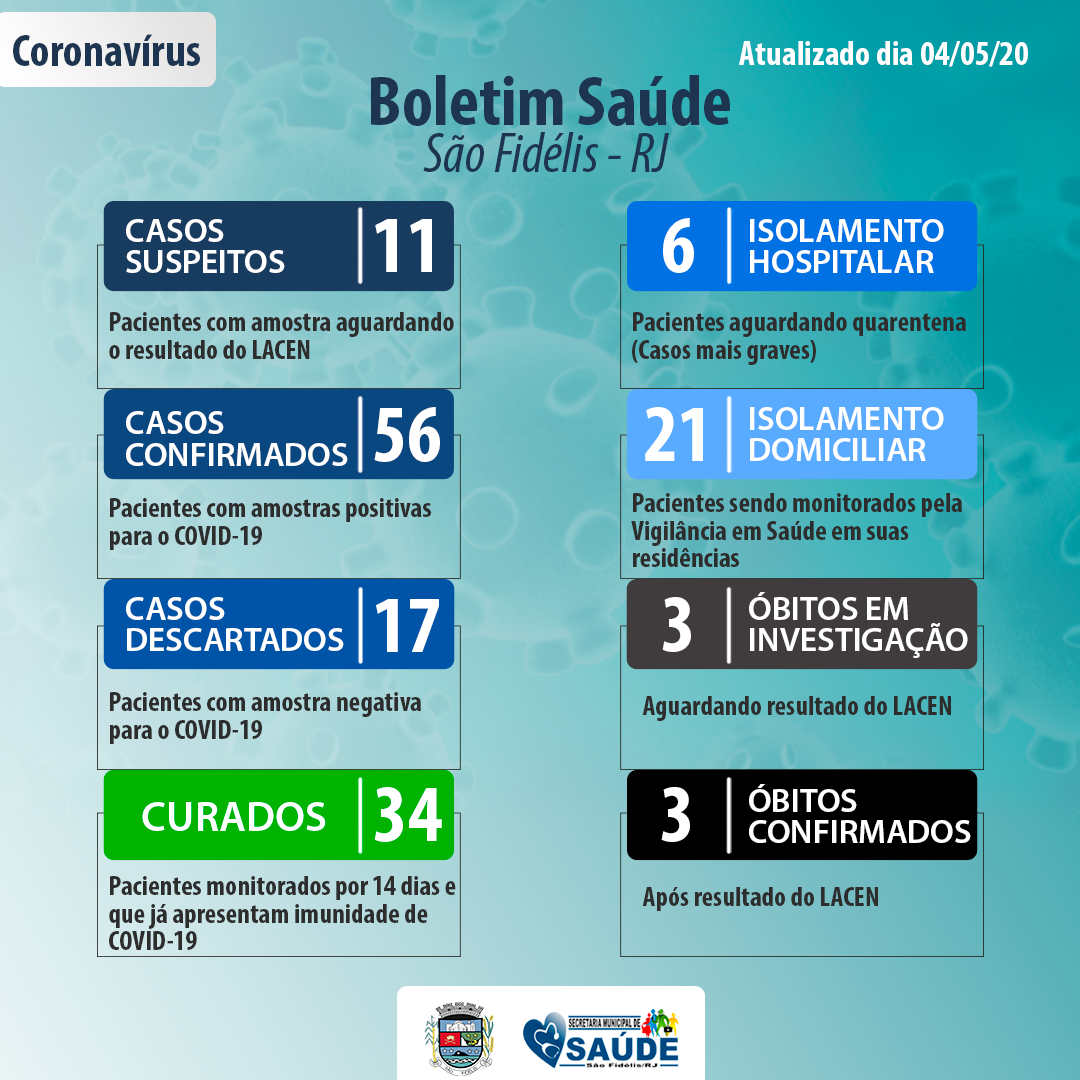 Coronavírus
Atualizado dia 04/05/20
Boletim Saúde
São Fidélis - RJ
CASOS
SUSPEITOS
11
Pacientes com amostra aguardando
o resultado do LACEN
CASOS
CONFIRMADOS
56
Pacientes com amostras positivas
para o COVID-19
CASOS
DESCARTADOS
17
Pacientes com amostra negativa
para o COVID-19
CURADOS
34
Pacientes monitorados por 14 dias e
que já apresentam imunidade de
COVID-19
6
ISOLAMENTO
HOSPITALAR
Pacientes aguardando quarentena
(Casos mais graves)
21
ISOLAMENTO
DOMICILIAR
Pacientes sendo monitorados pela
Vigilância em Saúde em suas
residências
3
ÓBITOS EM
INVESTIGAÇÃO
Aguardando resultado do LACEN
3
ÓBITOS
CONFIRMADOS
Após resultado do LACEN
SÃO FIDÉLIS
SECRETARIA MUNICIPAL DE
SAÚDE
São Fidélis/RJ